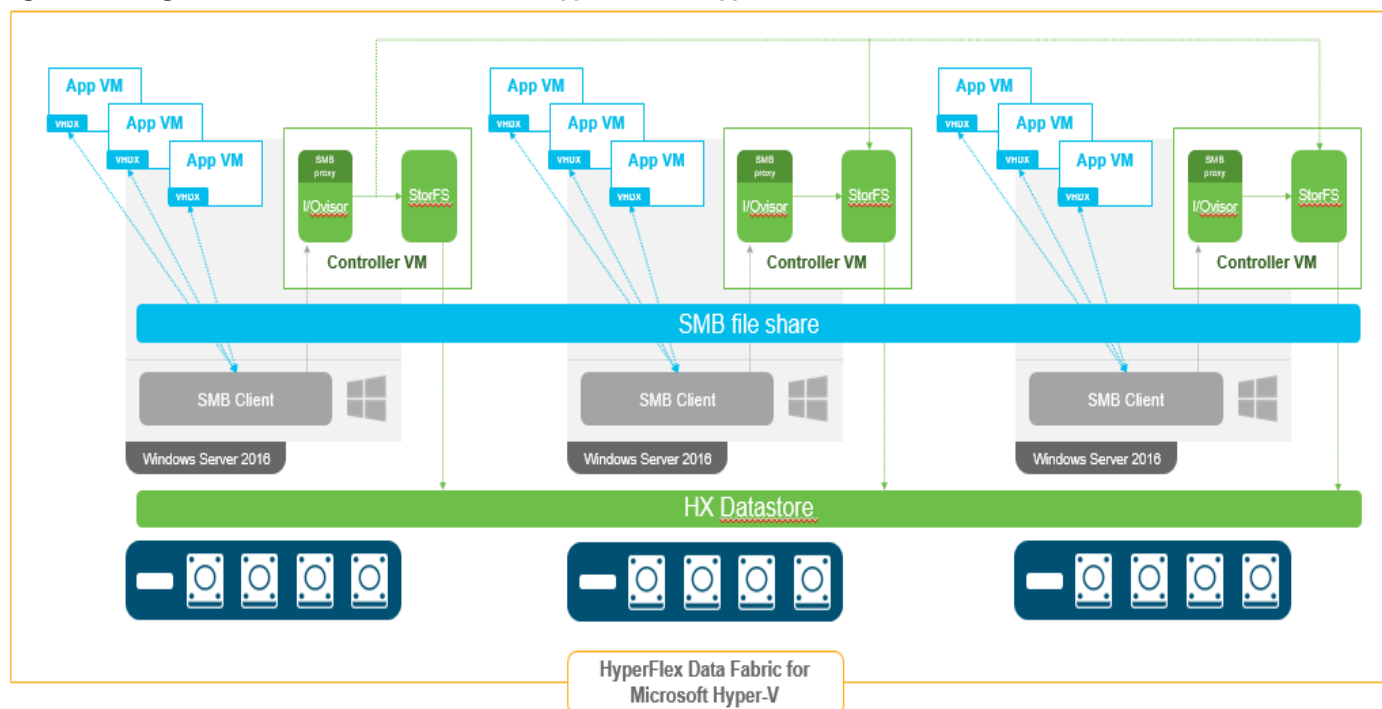 App VM
VHDX
App VM
VHDX
App VM
VHDX
SMB
proxy
I/Ovisor
StorFS
Controller VM
App VM
VHDX
App VM
VHDX
App VM
VHDX
SMB
proxy
I/Ovisor
StorFS
Controller VM
App VM
VHDX
App VM
VHDX
App VM
VHDX
SMB
proxy
I/Ovisor
StorFS
Controller VM
SMB file share
SMB Client
SMB Client
SMB Client
Windows Server 2016
Windows Server 2016
Windows Server 2016
HX Datastore
HyperFlex Data Fabric for
Microsoft Hyper-V